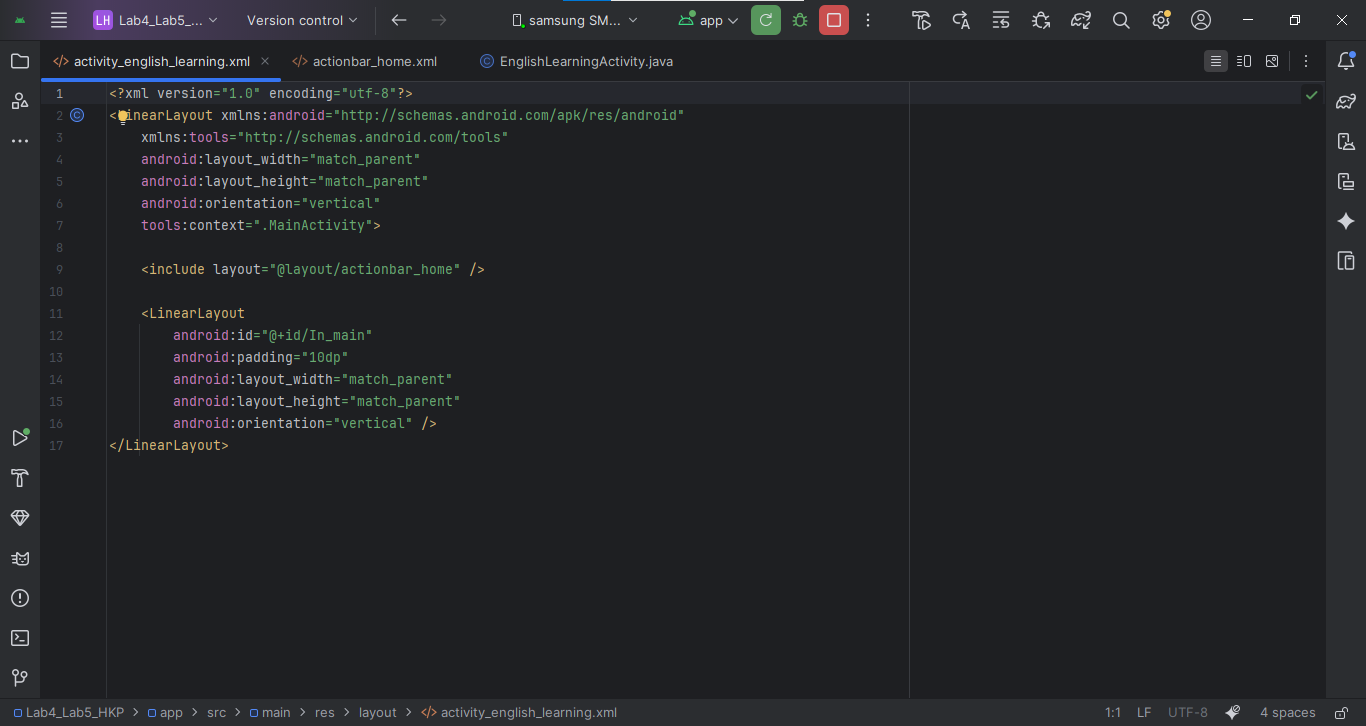 LH Lab4_Lab5_... Version control samsung SM... app
activity_english_learning.xml actionbar_home.xml EnglishLearningActivity.java
1 <?xml version="1.0" encoding="utf-8"?>
2 <LinearLayout xmlns:android="http://schemas.android.com/apk/res/android"
3 xmlns:tools="http://schemas.android.com/tools"
4 android:layout_width="match_parent"
5 android:layout_height="match_parent"
6 android:orientation="vertical"
7 tools:context=".MainActivity">
8
9 <include layout="@layout/actionbar_home" />
10
11 <LinearLayout
12 android:id="@+id/In_main"
13 android:padding="10dp"
14 android:layout_width="match_parent"
15 android:layout_height="match_parent"
16 android:orientation="vertical" />
17 </LinearLayout>
Lab4_Lab5_HKP > app > src > main > res > layout > </> activity_english_learning.xml 1:1 LF UTF-8 4 spaces